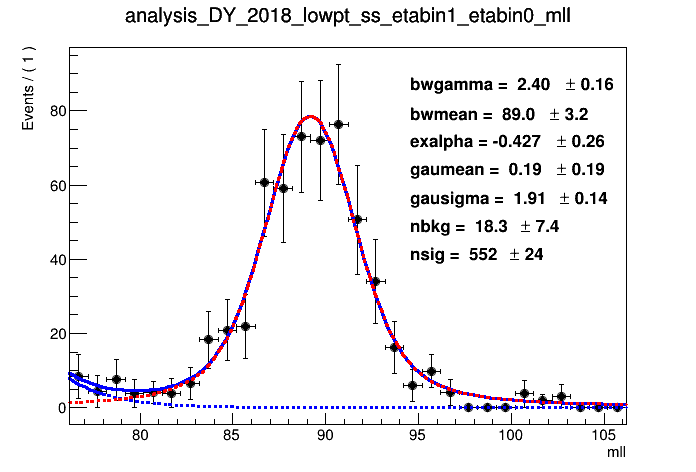 analysis_DY_2018_lowpt_ss_etabin1_etabin0_mll
Events / ( 1 )
bwgamma = 2.40 ± 0.16
bwmean = 89.0 ± 3.2
exalpha = -0.427 ± 0.26
gaumean = 0.19 ± 0.19
gausigma = 1.91 ± 0.14
nbkg = 18.3 ± 7.4
nsig = 552 ± 24
80
60
40
20
0
80 85 90 95 100 105
mll